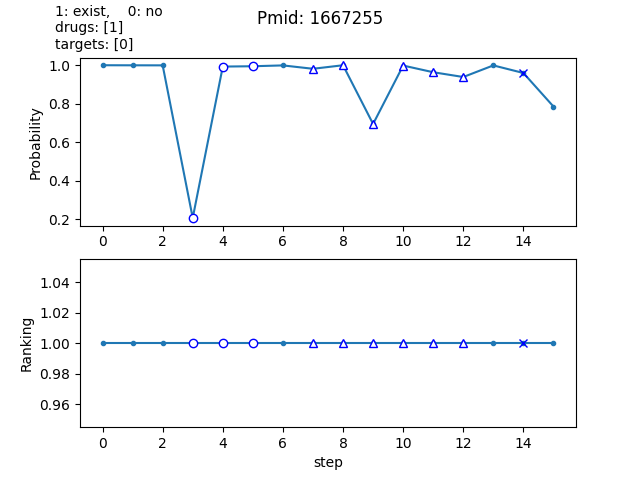 1: exist,    0: no
drugs: [1]
targets: [0]
Pmid: 1667255
Probability
1.0
0.8
0.6
0.4
0.2
0 2 4 6 8 10 12 14
Ranking
1.04
1.02
1.00
0.98
0.96
0 2 4 6 8 10 12 14
step